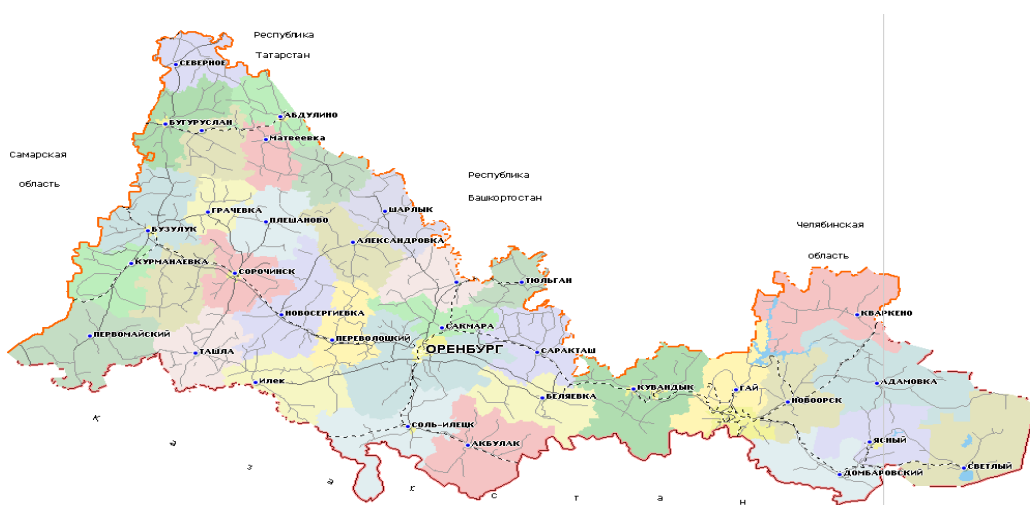 Республика
Татарстан
СЕВЕРНОЕ
АБДУЛИНО
БУГУРУСЛАН
Матвеевка
Самарская
область
Республика
Башкортостан
ГРАЧЕВКА
ШАРЛЫК
ПЛЕШАНОВО
Челябинская
область
БУЗУЛУК
АЛЕКСАНДРОВКА
КУРМАНАЕВКА
СОРОЧИНСК
ТЮЛЬГАН
НОВОСЕРГИЕВКА
КВАРКЕНО
САКМАРА
ПЕРВОМАЙСКИЙ
ПЕРЕВОЛОЦКИЙ
ОРЕНБУРГ
ТАШЛА
САРАКТАШ
Илек
КУВАНДЫК
ГАЙ
АДАМОВКА
БЕЛЯЕВКА
НОВООРСК
СОЛЬ-ИЛЕЦК
АКБУЛАК
ЯСНЫЙ
ДОМБАРОВСКИЙ
СВЕТЛЫЙ
К а з а х с т а н